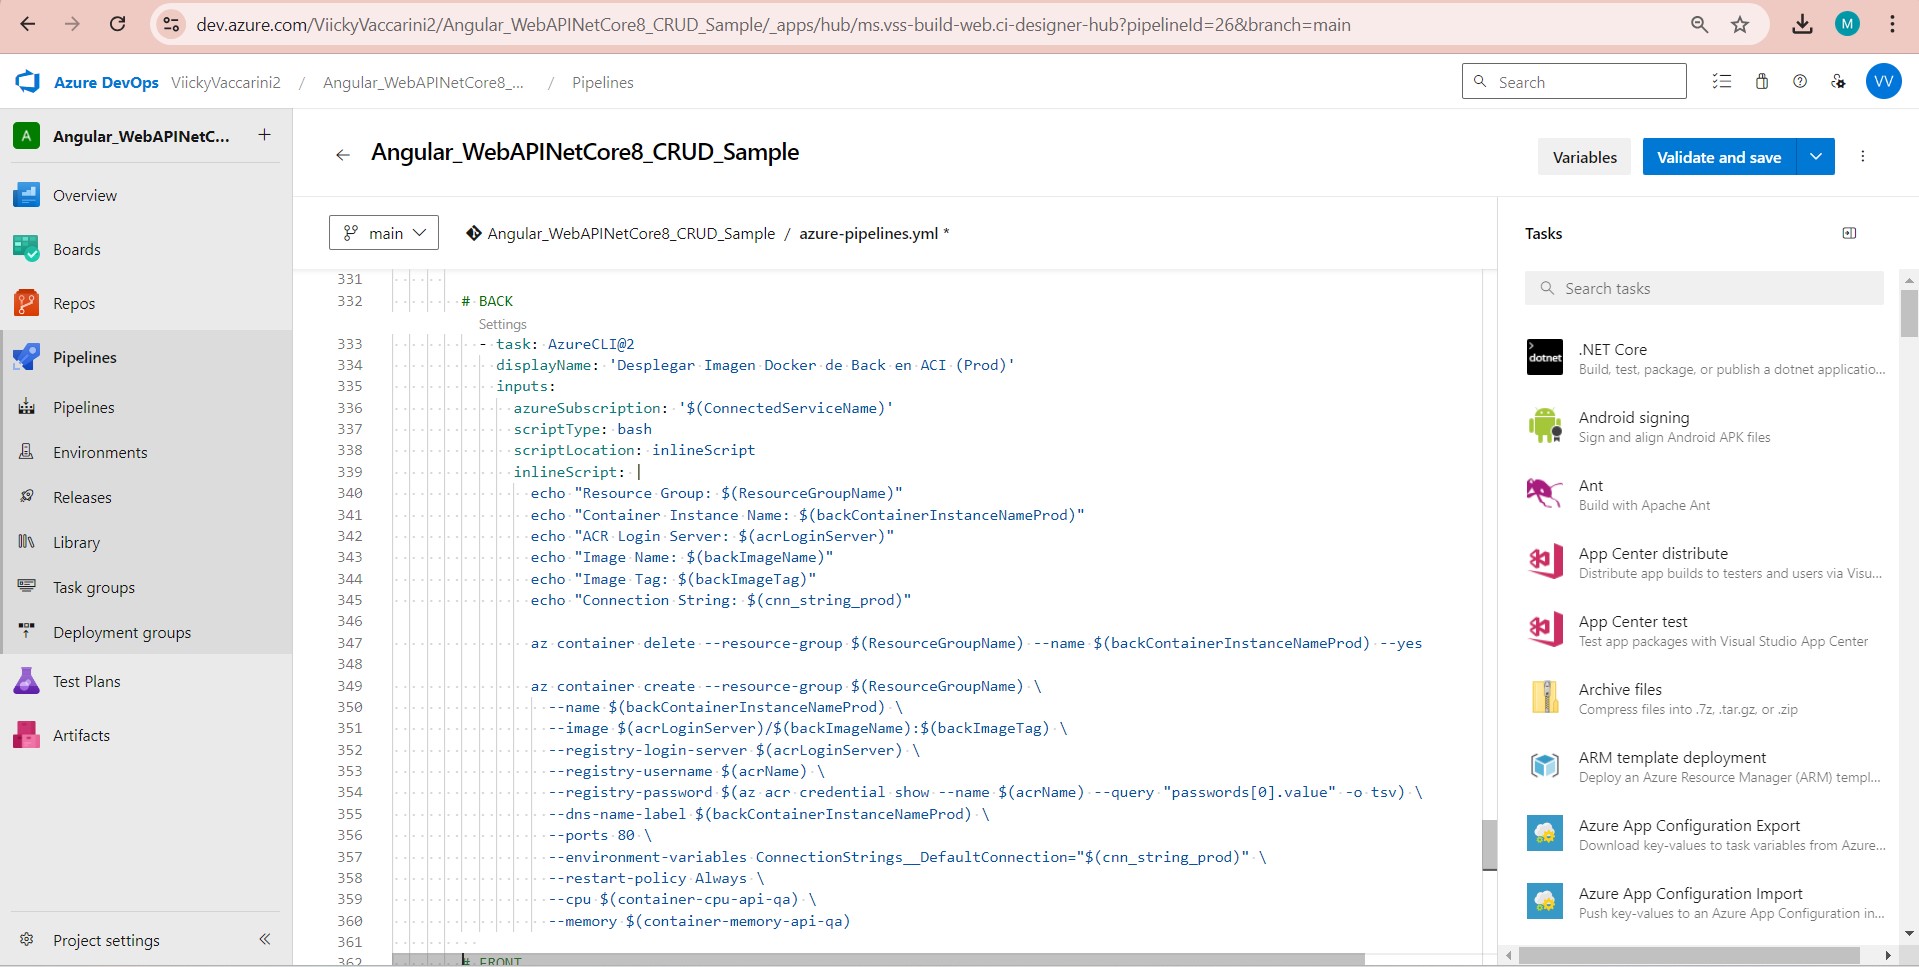 dev.azure.com/ViickyVaccarini2/Angular_WebAPINetCore8_CRUD_Sample/_apps/hub/ms.vss-build-web.ci-designer-hub?pipelineId=26&branch=main
M
Azure DevOps ViickyVaccarini2 / Angular_WebAPINetCore8_... / Pipelines
Search
VV
A Angular_WebAPINetC... +
Overview
Boards
Repos
Pipelines
Pipelines
Environments
Releases
Library
Task groups
Deployment groups
Test Plans
Artifacts
Project settings
Angular_WebAPINetCore8_CRUD_Sample
Variables
Validate and save
main
Angular_WebAPINetCore8_CRUD_Sample / azure-pipelines.yml *
331
332 # BACK
Settings
333 - task: AzureCLI@2
334 displayName: 'Desplegar Imagen Docker de Back en ACI (Prod)'
335 inputs:
336 azureSubscription: '$(ConnectedServiceName)'
337 scriptType: bash
338 scriptLocation: inlineScript
339 inlineScript: |
340 echo "Resource Group: $(ResourceGroupName)"
341 echo "Container Instance Name: $(backContainerInstanceNameProd)"
342 echo "ACR Login Server: $(acrLoginServer)"
343 echo "Image Name: $(backImageName)"
344 echo "Image Tag: $(backImageTag)"
345 echo "Connection String: $(cnn_string_prod)"
346
347 az container delete --resource-group $(ResourceGroupName) --name $(backContainerInstanceNameProd) --yes
348
349 az container create --resource-group $(ResourceGroupName) \
350 --name $(backContainerInstanceNameProd) \
351 --image $(acrLoginServer)/$(backImageName):$(backImageTag) \
352 --registry-login-server $(acrLoginServer) \
353 --registry-username $(acrName) \
354 --registry-password $(az acr credential show --name $(acrName) --query "passwords[0].value" -o tsv) \
355 --dns-name-label $(backContainerInstanceNameProd) \
356 --ports 80 \
357 --environment-variables ConnectionStrings__DefaultConnection="$(cnn_string_prod)" \
358 --restart-policy Always \
359 --cpu $(container-cpu-api-qa) \
360 --memory $(container-memory-api-qa)
361
362 # FRONT
Tasks
Search tasks
dotnet
.NET Core
Build, test, package, or publish a dotnet applicatio...
Android signing
Sign and align Android APK files
Ant
Build with Apache Ant
App Center distribute
Distribute app builds to testers and users via Visu...
App Center test
Test app packages with Visual Studio App Center
Archive files
Compress files into .7z, .tar.gz, or .zip
ARM template deployment
Deploy an Azure Resource Manager (ARM) templ...
Azure App Configuration Export
Download key-values to task variables from Azure...
Azure App Configuration Import
Push key-values to an Azure App Configuration in...